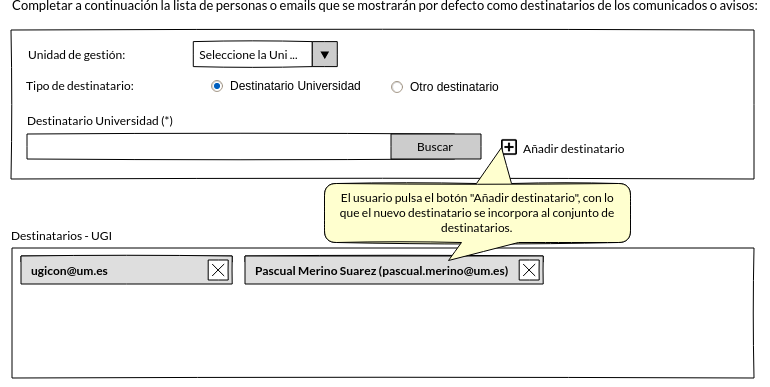 Completar a continuación la lista de personas o emails que se mostrarán por defecto como destinatarios de los comunicados o avisos:
Unidad de gestión: Seleccione la Uni ...
Tipo de destinatario: Destinatario Universidad Otro destinatario
Destinatario Universidad (*)
Buscar Añadir destinatario
El usuario pulsa el botón "Añadir destinatario", con lo
que el nuevo destinatario se incorpora al conjunto de
destinatarios.
Destinatarios - UGI
ugicon@um.es Pascual Merino Suarez (pascual.merino@um.es)